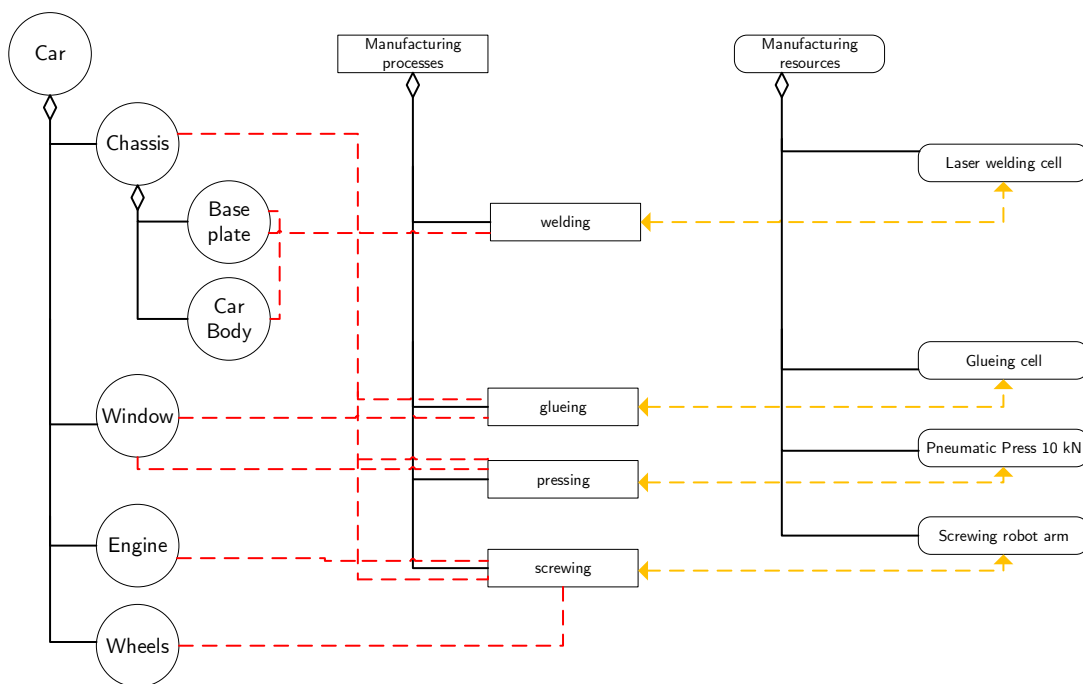 Car
Manufacturing
processes
Manufacturing
resources
Chassis
Laser welding cell
Base
plate
welding
Car
Body
Glueing cell
Window
glueing
Pneumatic Press 10 kN
pressing
Engine
Screwing robot arm
screwing
Wheels